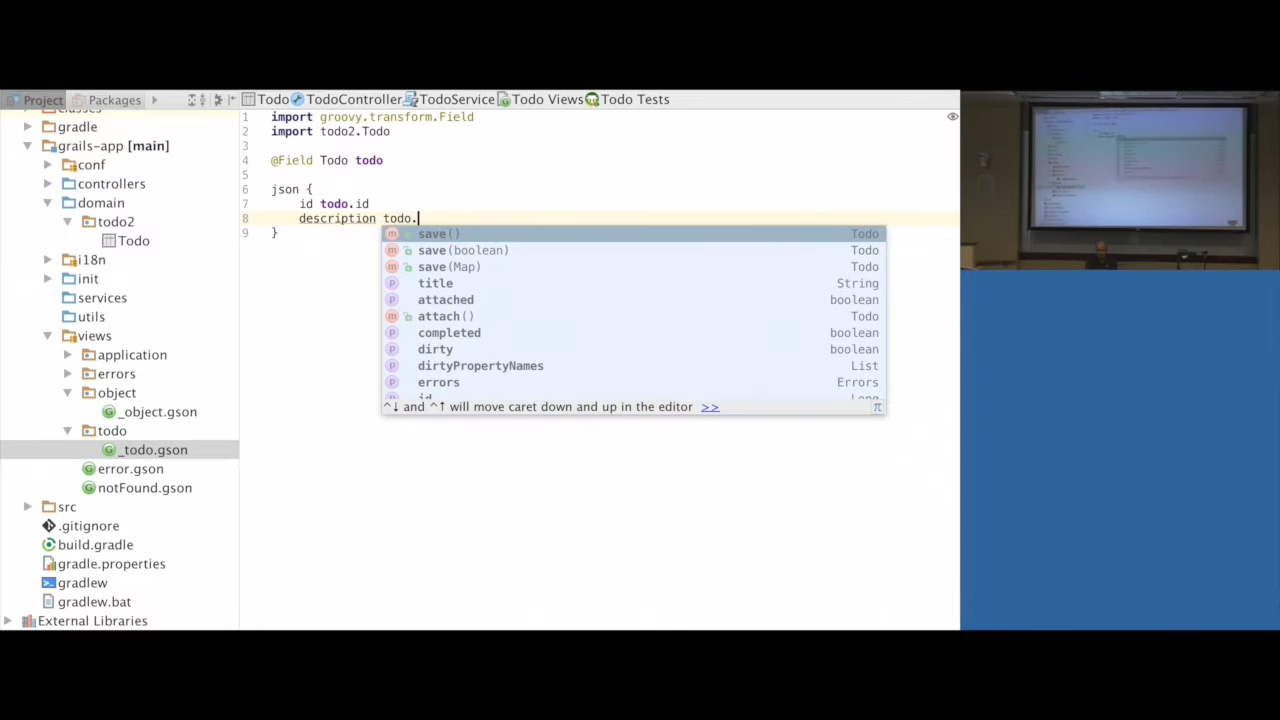 Project Packages
classes
gradle
grails-app [main]
conf
controllers
domain
todo2
Todo
i18n
init
services
utils
views
application
errors
object
_object.gson
todo
_todo.gson
error.gson
notFound.gson
src
.gitignore
build.gradle
gradle.properties
gradlew
gradlew.bat
External Libraries
Todo TodoController TodoService Todo Views Todo Tests
1 import groovy.transform.Field
2 import todo2.Todo
3
4 @Field Todo todo
5
6 json {
7 id todo.id
8 description todo.
9 }
m save() Todo
m save(boolean) Todo
m save(Map) Todo
p title String
p attached boolean
m attach() Todo
p completed boolean
p dirty boolean
p dirtyPropertyNames List
p errors Errors
id Long
^↓ and ^↑ will move caret down and up in the editor >> π